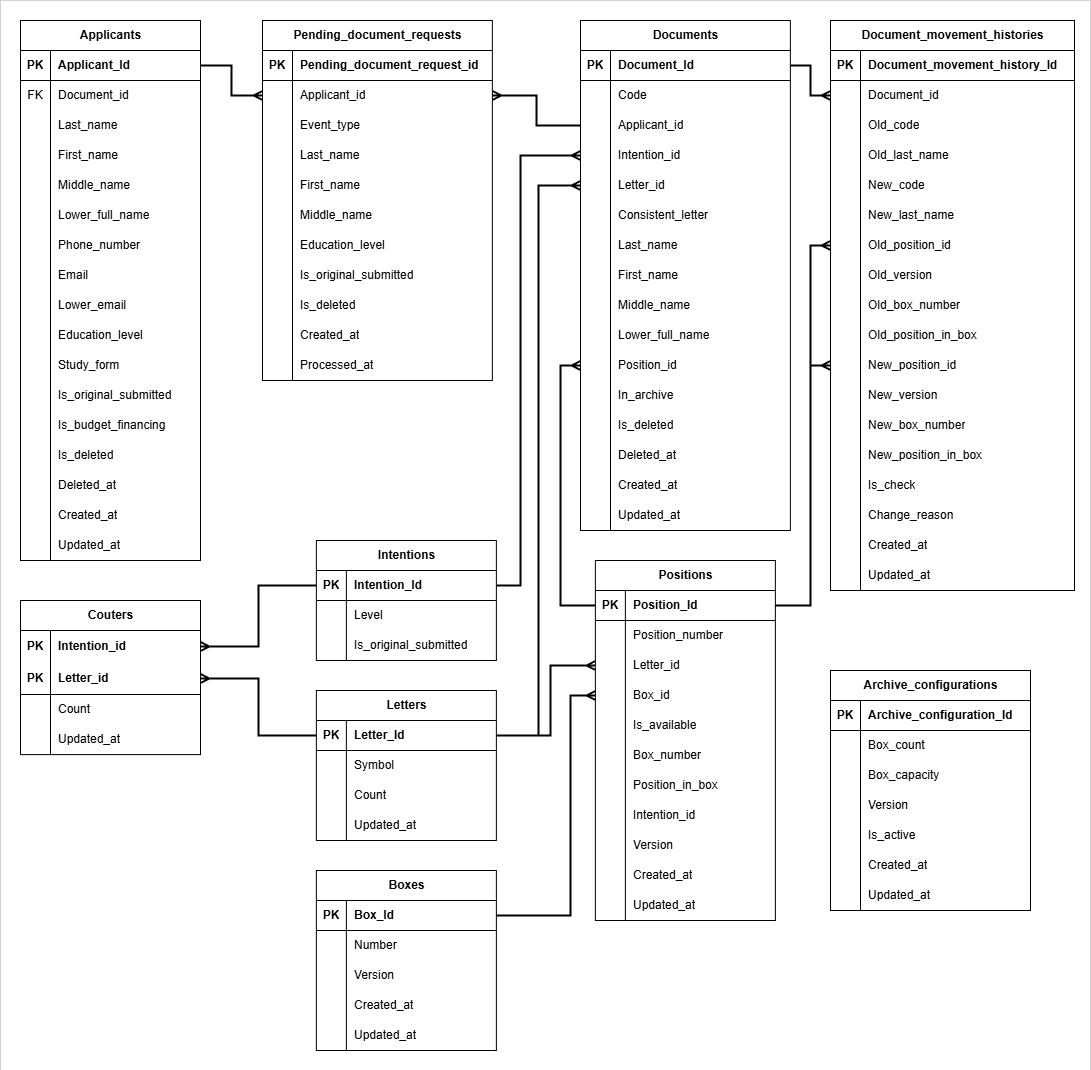 Applicants
PK Applicant_Id
FK Document_id
Last_name
First_name
Middle_name
Lower_full_name
Phone_number
Email
Lower_email
Education_level
Study_form
Is_original_submitted
Is_budget_financing
Is_deleted
Deleted_at
Created_at
Updated_at
Pending_document_requests
PK Pending_document_request_id
Applicant_id
Event_type
Last_name
First_name
Middle_name
Education_level
Is_original_submitted
Is_deleted
Created_at
Processed_at
Documents
PK Document_Id
Code
Applicant_id
Intention_id
Letter_id
Consistent_letter
Last_name
First_name
Middle_name
Lower_full_name
Position_id
In_archive
Is_deleted
Deleted_at
Created_at
Updated_at
Document_movement_histories
PK Document_movement_history_Id
Document_id
Old_code
Old_last_name
New_code
New_last_name
Old_position_id
Old_version
Old_box_number
Old_position_in_box
New_position_id
New_version
New_box_number
New_position_in_box
Is_check
Change_reason
Created_at
Updated_at
Couters
PK Intention_id
PK Letter_id
Count
Updated_at
Intentions
PK Intention_Id
Level
Is_original_submitted
Letters
PK Letter_Id
Symbol
Count
Updated_at
Boxes
PK Box_Id
Number
Version
Created_at
Updated_at
Positions
PK Position_Id
Position_number
Letter_id
Box_id
Is_available
Box_number
Position_in_box
Intention_id
Version
Created_at
Updated_at
Archive_configurations
PK Archive_configuration_Id
Box_count
Box_capacity
Version
Is_active
Created_at
Updated_at